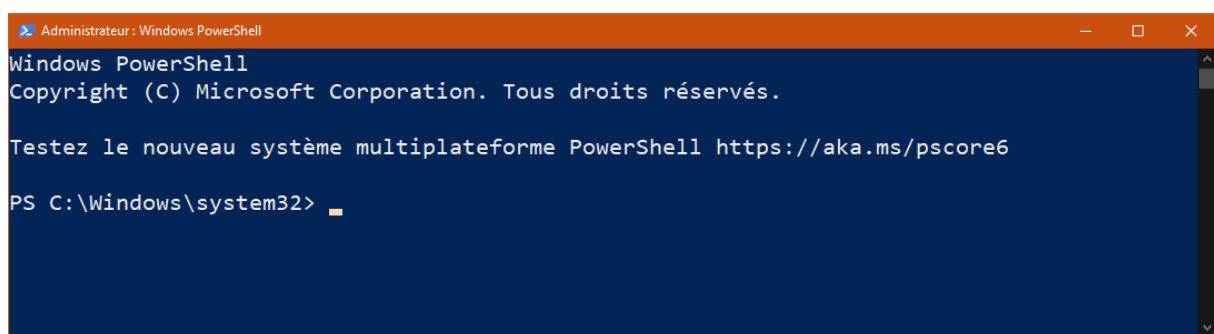 Administrateur : Windows PowerShell
Windows PowerShell
Copyright (C) Microsoft Corporation. Tous droits réservés.
Testez le nouveau système multiplateforme PowerShell https://aka.ms/pscore6
PS C:\Windows\system32>